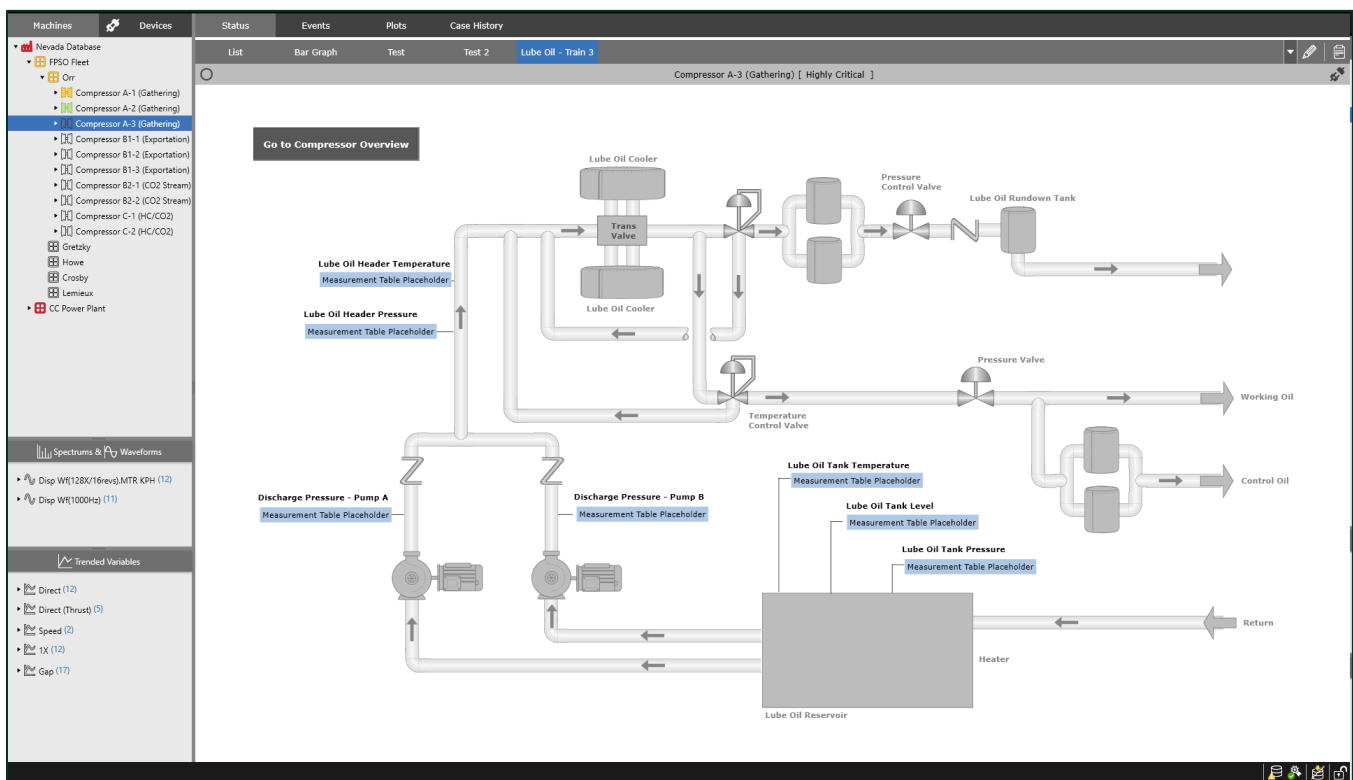 Machines
Devices
Status
Events
Plots
Case History
List
Bar Graph
Test
Test 2
Lube Oil - Train 3
Compressor A-3 (Gathering) [ Highly Critical ]
Nevada Database
FPSO Fleet
Orr
Compressor A-1 (Gathering)
Compressor A-2 (Gathering)
Compressor A-3 (Gathering)
Compressor B1-1 (Exportation)
Compressor B1-2 (Exportation)
Compressor B1-3 (Exportation)
Compressor B2-1 (CO2 Stream)
Compressor B2-2 (CO2 Stream)
Compressor C-1 (HC/CO2)
Compressor C-2 (HC/CO2)
Gretzky
Howe
Crosby
Lemieux
CC Power Plant
Spectrums & Waveforms
Disp Wf(128X/16revs).MTR KPH (12)
Disp Wf(1000Hz) (11)
Trended Variables
Direct (12)
Direct (Thrust) (5)
Speed (2)
1X (12)
Gap (17)
Go to Compressor Overview
Lube Oil Cooler
Trans
Valve
Lube Oil Cooler
Pressure
Control Valve
Lube Oil Rundown Tank
Lube Oil Header Temperature
Measurement Table Placeholder
Lube Oil Header Pressure
Measurement Table Placeholder
Pressure Valve
Working Oil
Temperature
Control Valve
Lube Oil Tank Temperature
Measurement Table Placeholder
Control Oil
Discharge Pressure - Pump A
Measurement Table Placeholder
Discharge Pressure - Pump B
Measurement Table Placeholder
Lube Oil Tank Level
Measurement Table Placeholder
Lube Oil Tank Pressure
Measurement Table Placeholder
Return
Heater
Lube Oil Reservoir